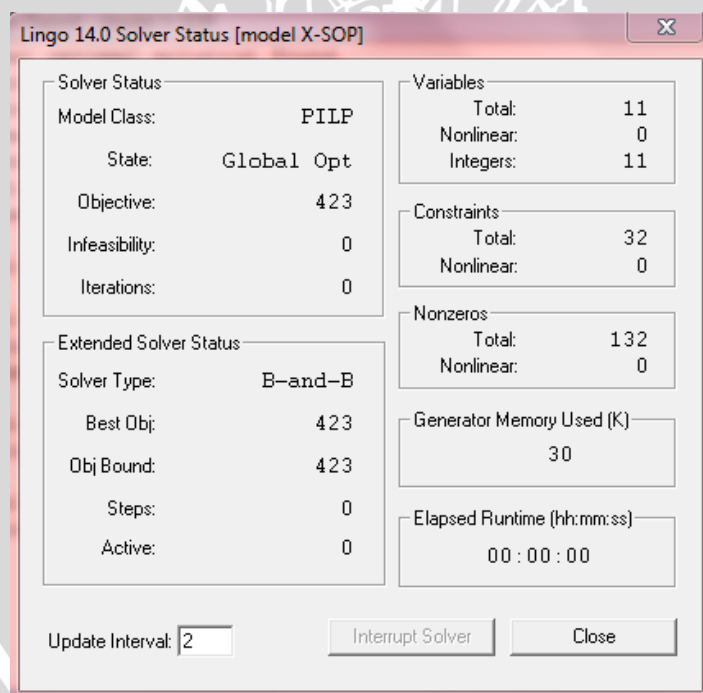 Lingo 14.0 Solver Status [model X-SOP]
Solver Status
Model Class: PILP
State: Global Opt
Objective: 423
Infeasibility: 0
Iterations: 0
Extended Solver Status
Solver Type: B-and-B
Best Obj: 423
Obj Bound: 423
Steps: 0
Active: 0
Variables
Total: 11
Nonlinear: 0
Integers: 11
Constraints
Total: 32
Nonlinear: 0
Nonzeros
Total: 132
Nonlinear: 0
Generator Memory Used (K)
30
Elapsed Runtime (hh:mm:ss)
00:00:00
Update Interval: 2
Interrupt Solver
Close